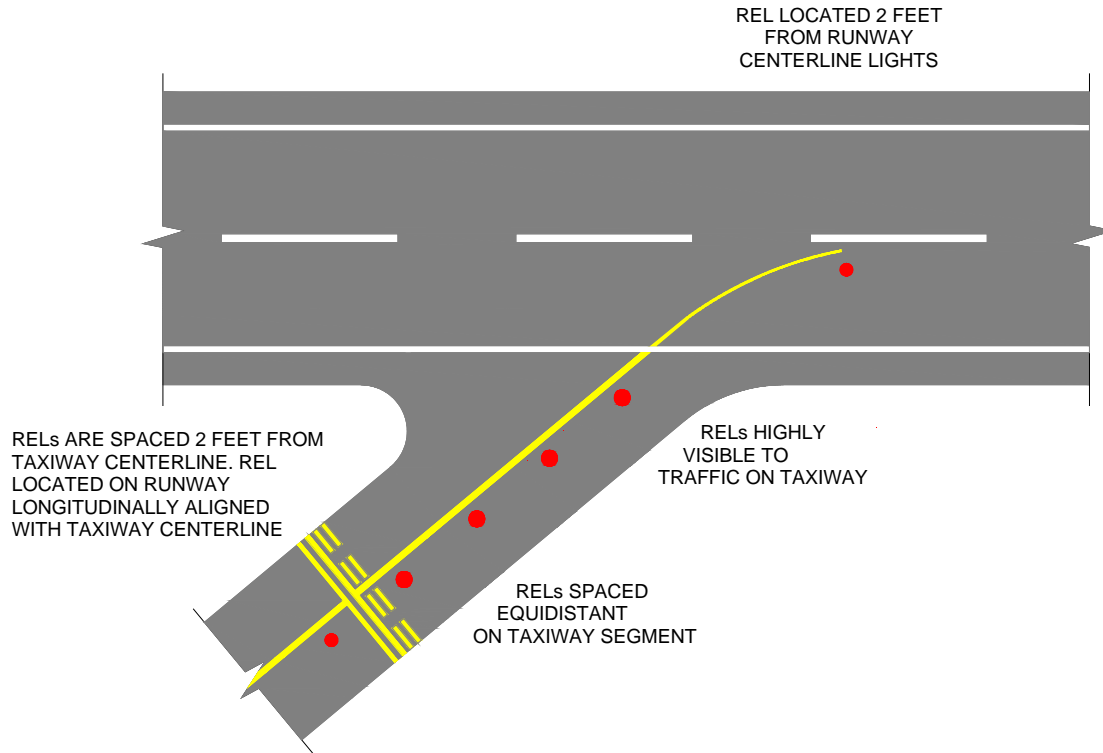 REL LOCATED 2 FEET
FROM RUNWAY
CENTERLINE LIGHTS
RELs ARE SPACED 2 FEET FROM
TAXIWAY CENTERLINE. REL
LOCATED ON RUNWAY
LONGITUDINALLY ALIGNED
WITH TAXIWAY CENTERLINE
RELs HIGHLY
VISIBLE TO
TRAFFIC ON TAXIWAY
RELs SPACED
EQUIDISTANT
ON TAXIWAY SEGMENT